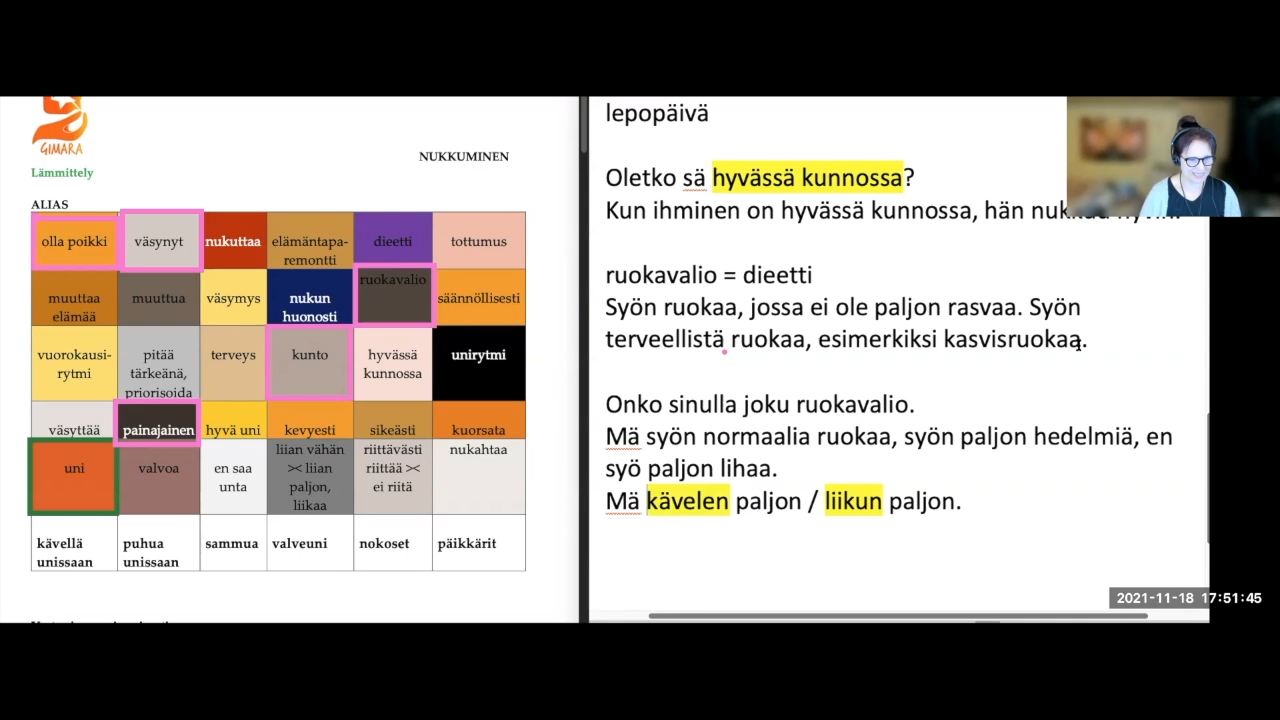 GIMARA
Lämmittely
NUKKUMINEN
ALIAS
olla poikki
väsynyt
nukuttaa
elämäntapa-
remontti
dieetti
tottumus
muuttaa
elämää
muuttua
väsymys
nukun
huonosti
ruokavalio
säännöllisesti
vuorokausi-
rytmi
pitää
tärkeänä,
priorisoida
terveys
kunto
hyvässä
kunnossa
unirytmi
väsyttää
painajainen
hyvä uni
kevyesti
sikeästi
kuorsata
uni
valvoa
en saa
unta
liian vähän
>< liian
paljon,
liikaa
riittävästi
riittää ><
ei riitä
nukahtaa
kävellä
unissaan
puhua
unissaan
sammua
valveuni
nokoset
päikkärit
lepopäivä
Oletko sä hyvässä kunnossa?
Kun ihminen on hyvässä kunnossa, hän
ruokavalio = dieetti
Syön ruokaa, jossa ei ole paljon rasvaa. Syön
terveellistä ruokaa, esimerkiksi kasvisruokaa.
Onko sinulla joku ruokavalio.
Mä syön normaalia ruokaa, syön paljon hedelmiä, en
syö paljon lihaa.
Mä kävelen paljon / liikun paljon.
2021-11-18 17:51:45